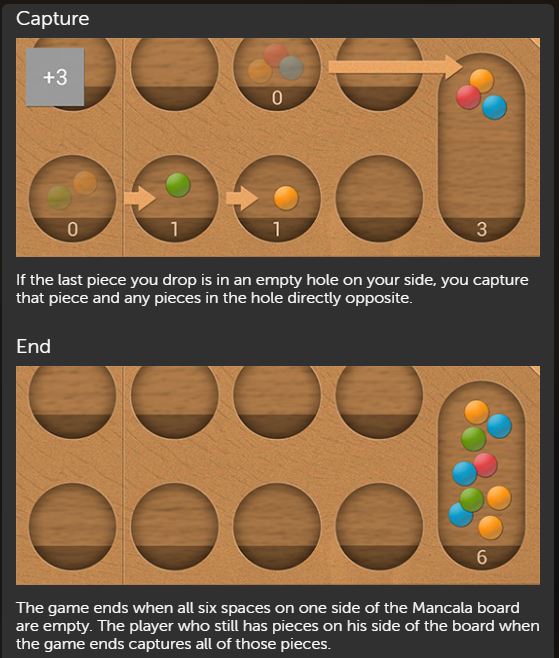 Capture
+3
0
0
1
1
3
If the last piece you drop is in an empty hole on your side, you capture
that piece and any pieces in the hole directly opposite.
End
6
The game ends when all six spaces on one side of the Mancala board
are empty. The player who still has pieces on his side of the board when
the game ends captures all of those pieces.